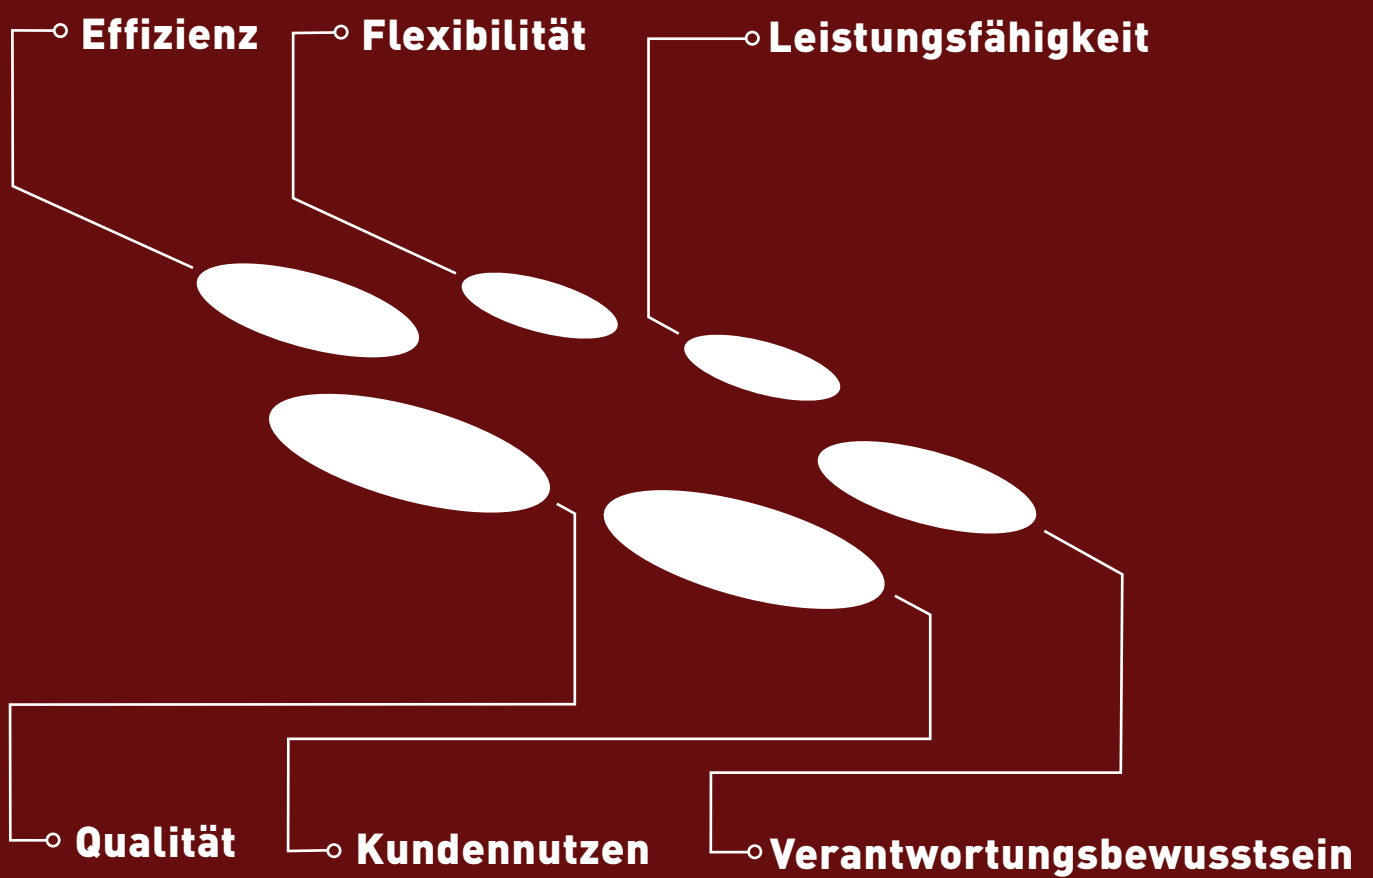 Effizienz
Flexibilität
Leistungsfähigkeit
Qualität
Kundennutzen
Verantwortungsbewusstsein